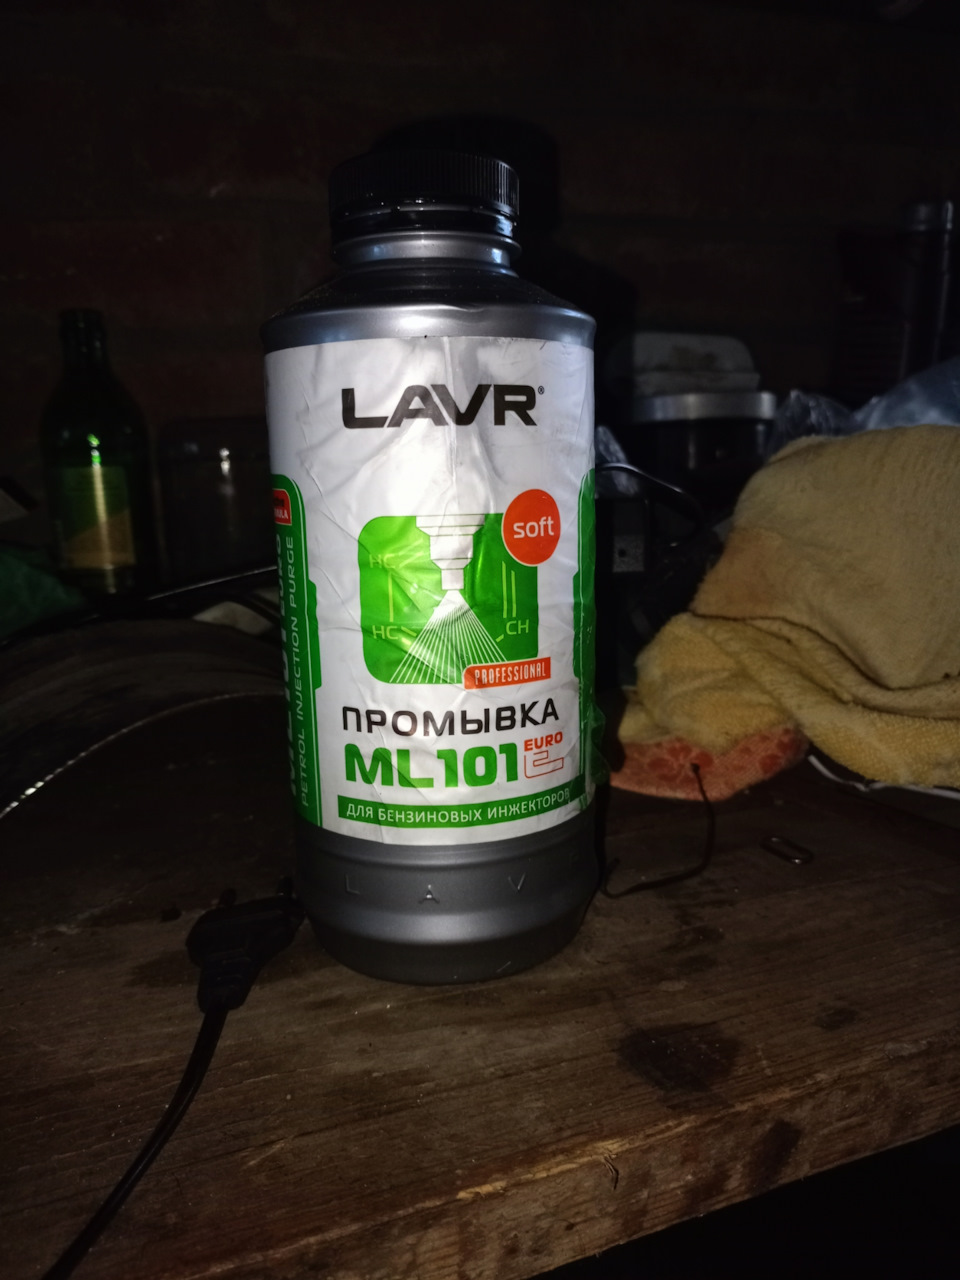 LAVR®
soft
HC
HC
CH
PROFESSIONAL
ПРОМЫВКА
ML101 EURO
ДЛЯ БЕНЗИНОВЫХ ИНЖЕКТОРОВ
PETROL INJECTION PURGE
L A V